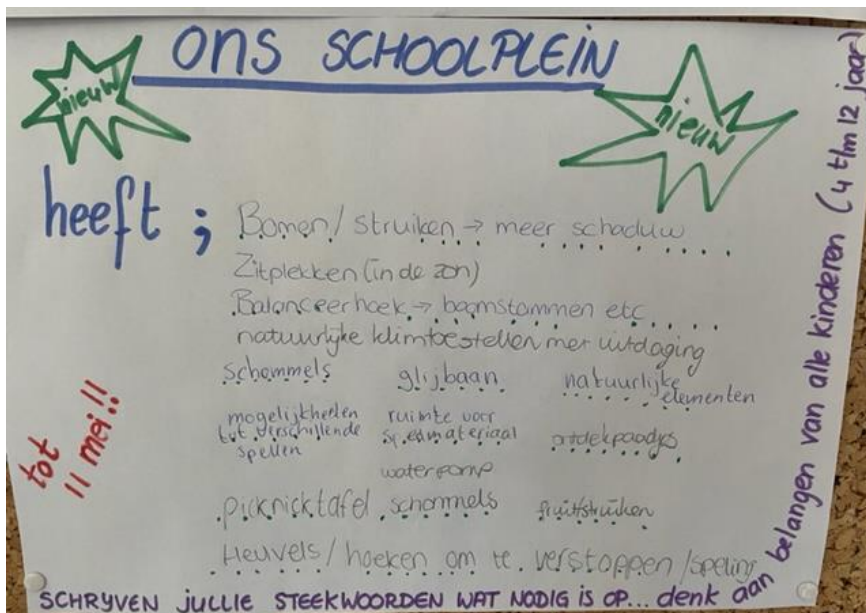 ONS SCHOOLPLEIN
nieuw
nieuw
heeft ;
Bomen / struiken → meer schaduw
Zitplekken (in de zon)
Balanceerhoek → boomstammen etc
natuurlijke klimtoestellen met uitdaging
schommels glijbaan natuurlijke elementen
mogelijkheden tot verschillende spellen
ruimte voor spelmateriaal
ontdekpaadjes
waterpomp
picknicktafel schommels fruitstruiken
Heuvels / hoeken om te verstoppen / speling
tot 11 mei!!
SCHRYVEN JULLIE STEEKWOORDEN WAT NODIG IS OP... denk aan belangen van alle kinderen (4 t/m 12 jaar)